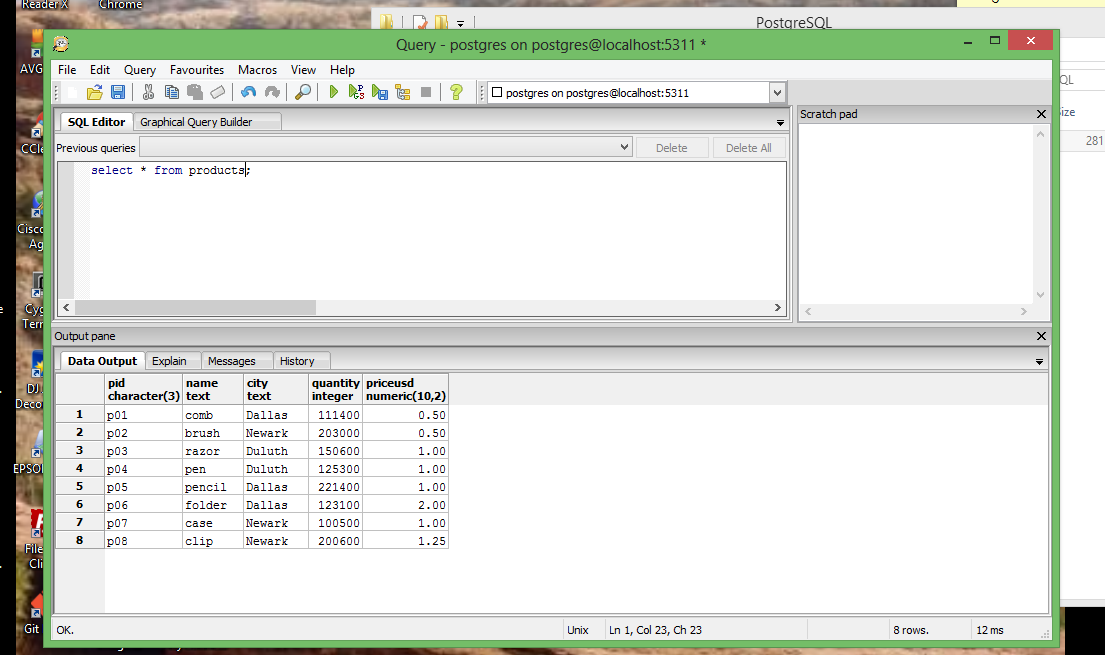 Reader X
Chrome
PostgreSQL
Query - postgres on postgres@localhost:5311 *
File Edit Query Favourites Macros View Help
postgres on postgres@localhost:5311
SQL Editor Graphical Query Builder
Previous queries Delete Delete All
select * from products;
Scratch pad
Output pane
Data Output Explain Messages History
pid name city quantity priceusd
character(3) text text integer numeric(10,2)
1 p01 comb Dallas 111400 0.50
2 p02 brush Newark 203000 0.50
3 p03 razor Duluth 150600 1.00
4 p04 pen Duluth 125300 1.00
5 p05 pencil Dallas 221400 1.00
6 p06 folder Dallas 123100 2.00
7 p07 case Newark 100500 1.00
8 p08 clip Newark 200600 1.25
OK. Unix Ln 1, Col 23, Ch 23 8 rows. 12 ms
AVG
CCle
Cisco
Ag
Cyg
Tern
DJ
Deco
EPSO
File
Cli
Git
QL
281